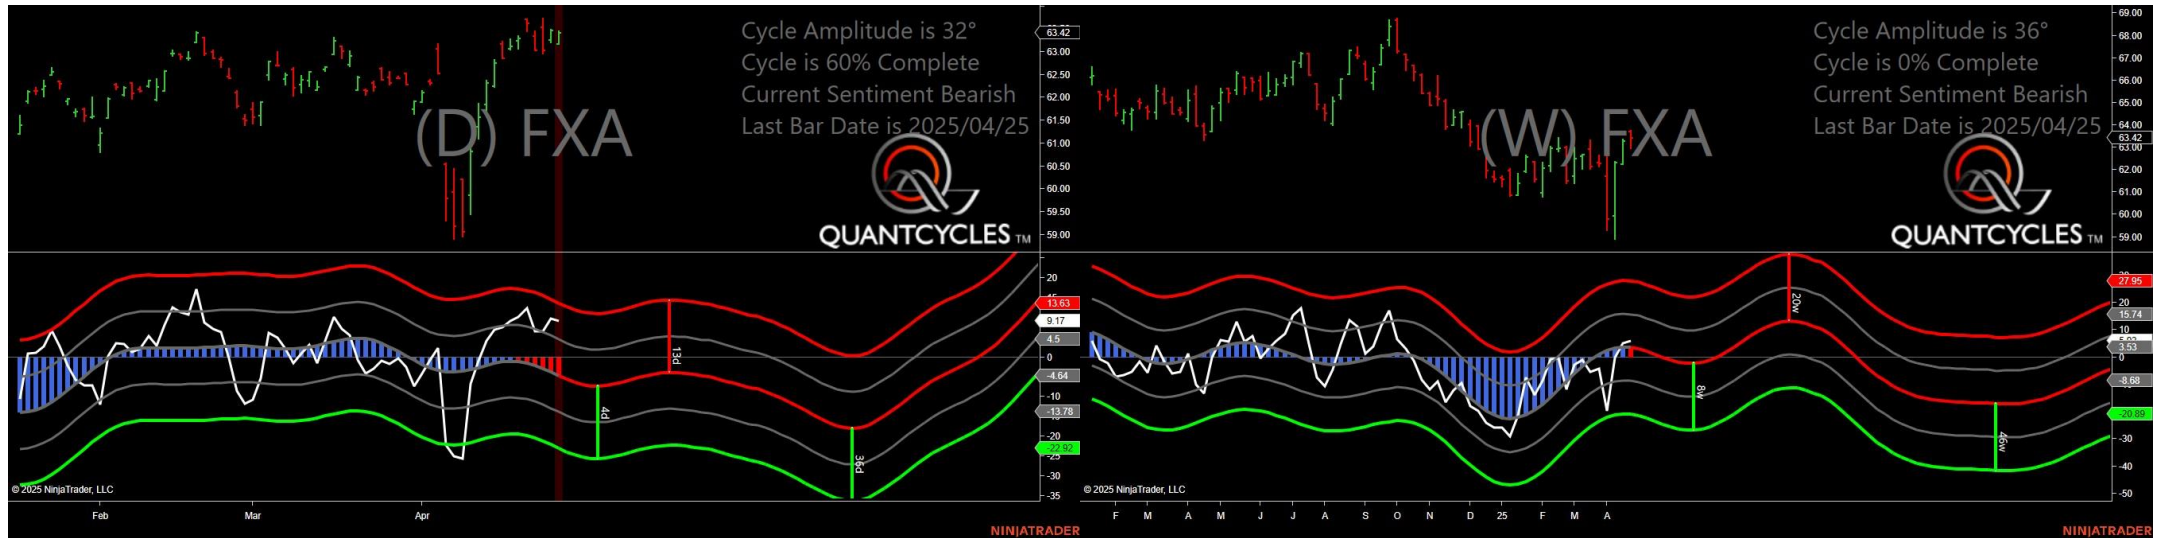 Cycle Amplitude is 32°
Cycle is 60% Complete
Current Sentiment Bearish
Last Bar Date is 2025/04/25
(D) FXA
QUANTCYCLES TM
63.42
63.00
62.50
62.00
61.50
61.00
60.50
60.00
59.50
59.00
20
13.63
9.17
4.5
0
-4.64
-10
-13.78
-20
-22.92
-25
-30
-35
4d
13d
36d
© 2025 NinjaTrader, LLC
Feb
Mar
Apr
NINJATRADER
Cycle Amplitude is 36°
Cycle is 0% Complete
Current Sentiment Bearish
Last Bar Date is 2025/04/25
(W) FXA
QUANTCYCLES TM
69.00
68.00
67.00
66.00
65.00
64.00
63.42
63.00
62.00
61.00
60.00
59.00
27.95
20
15.74
10
3.53
0
-8.68
-20.89
-30
-40
-50
8w
20w
46w
© 2025 NinjaTrader, LLC
F M A M J J A S O N D 25 F M A
NINJATRADER